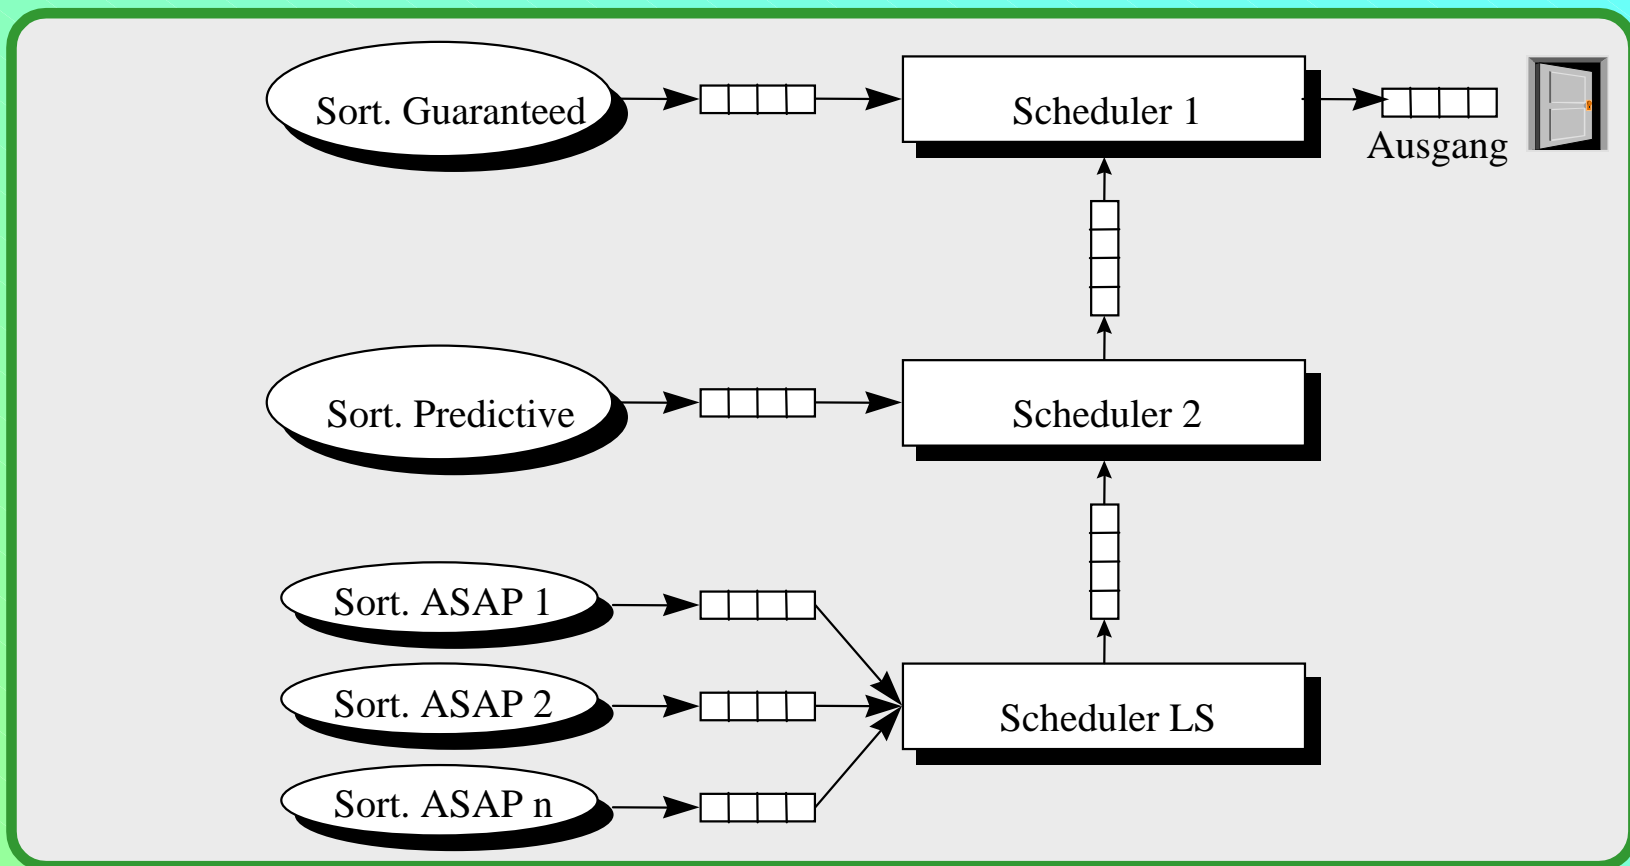 Sort. Guaranteed
Scheduler 1
Ausgang
Sort. Predictive
Scheduler 2
Sort. ASAP 1
Sort. ASAP 2
Scheduler LS
Sort. ASAP n